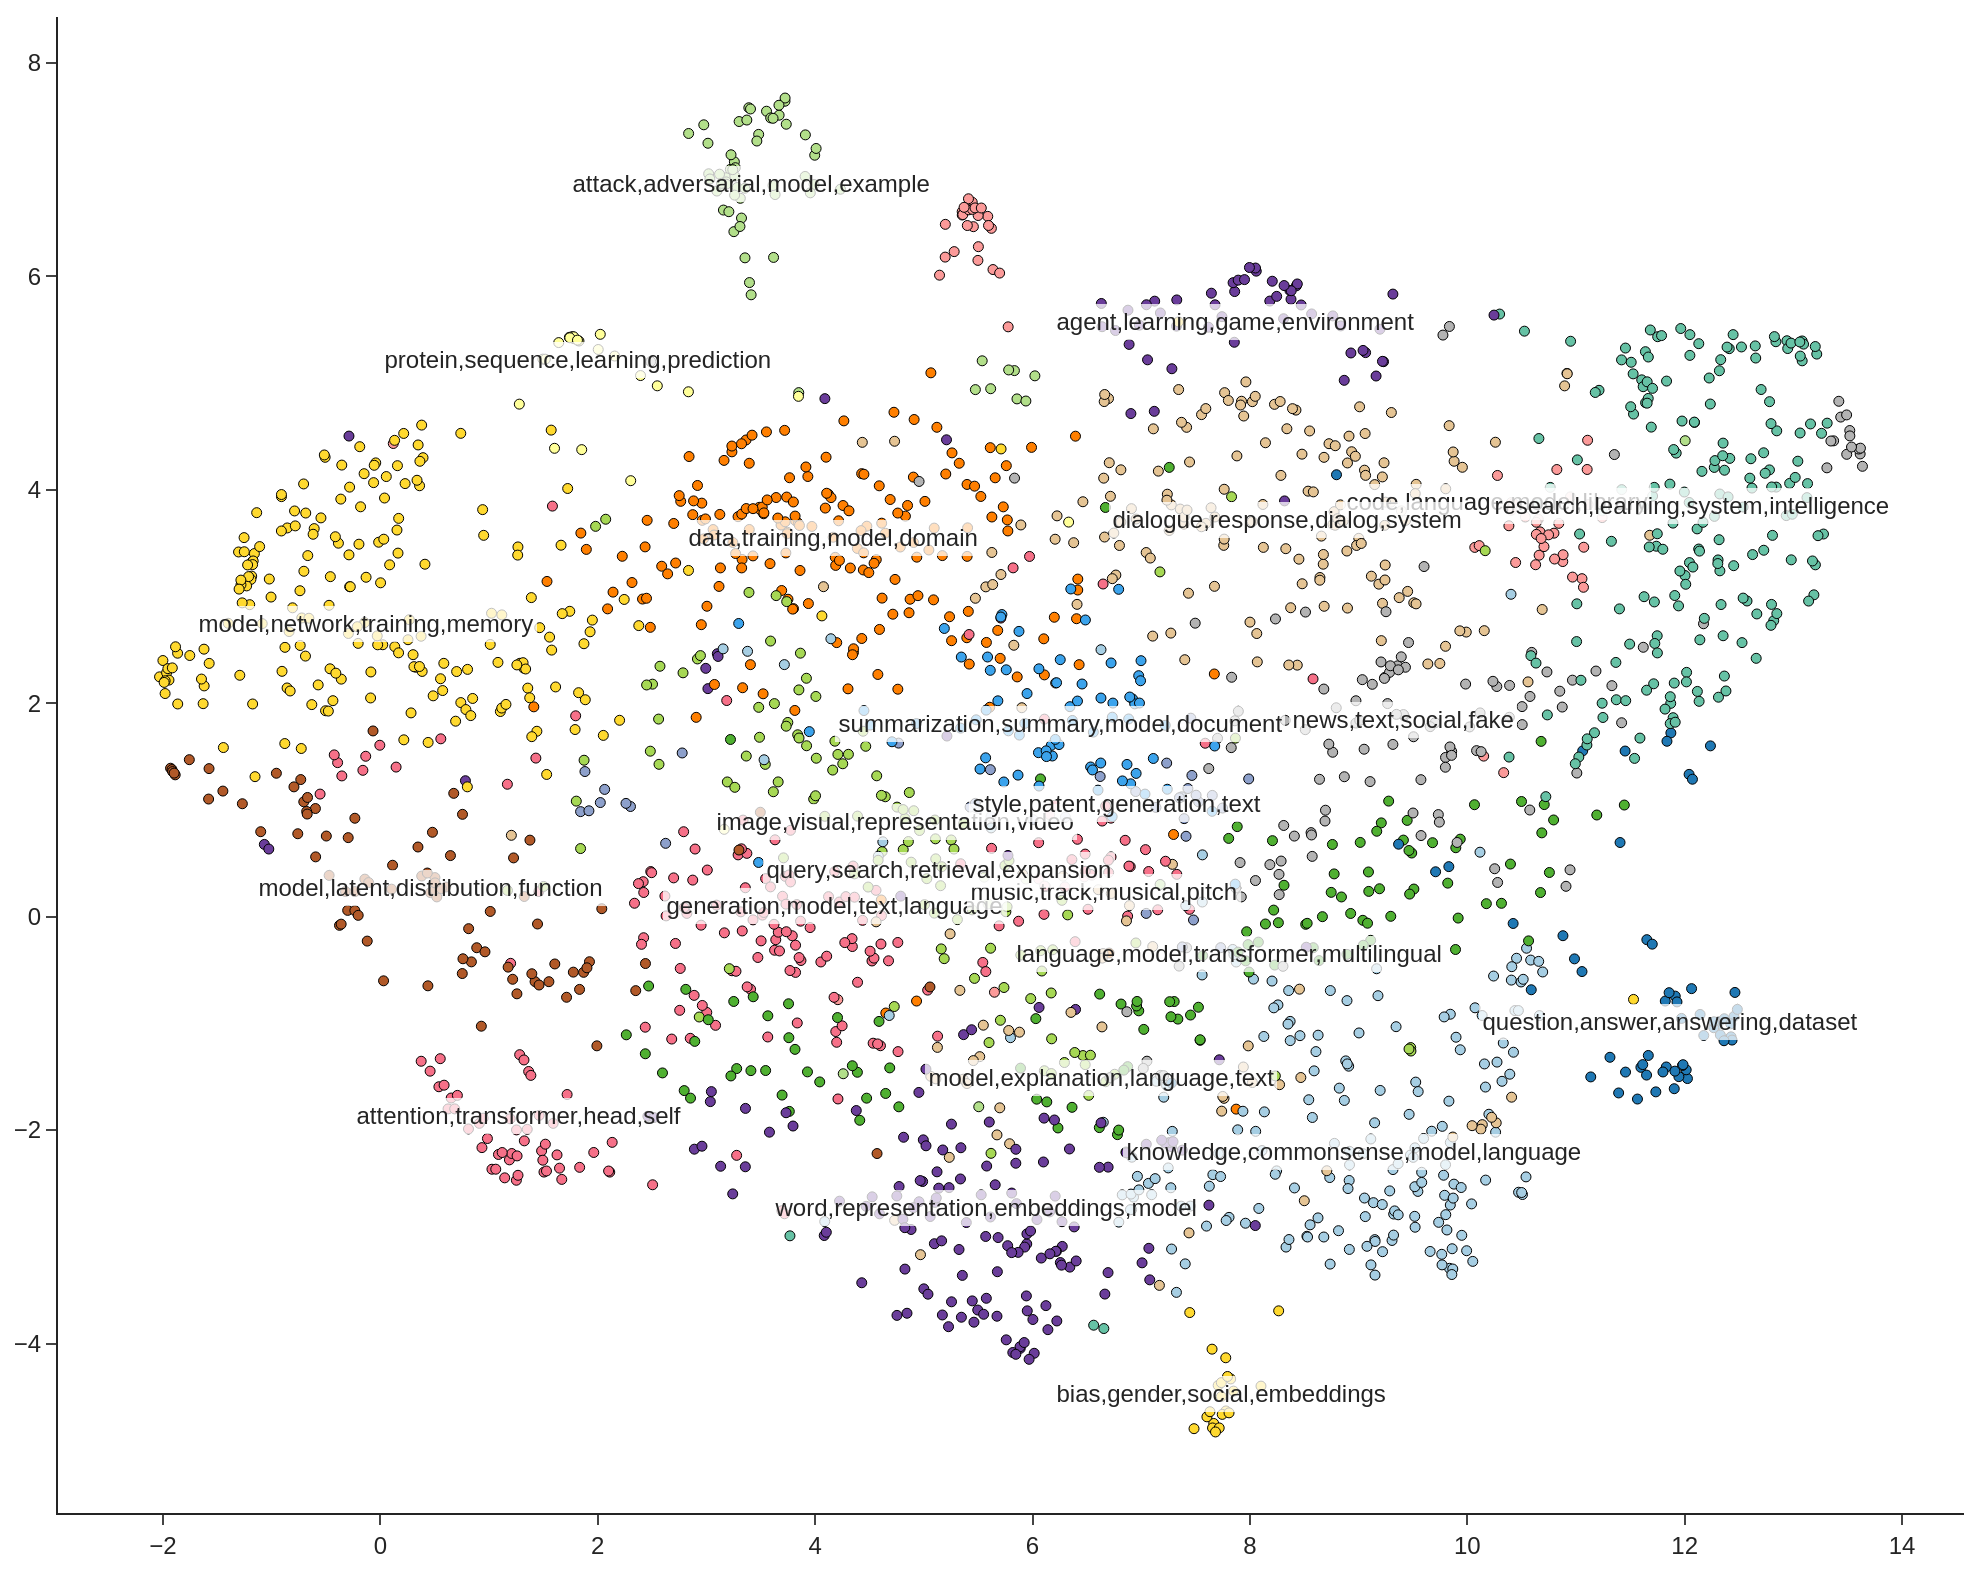 8
attack,adversarial,model,example
6
agent,learning,game,environment
protein,sequence,learning,prediction
4
code,language,model,library
research,learning,system,intelligence
dialogue,response,dialog,system
data,training,model,domain
model,network,training,memory
2
summarization,summary,model,document
news,text,social,fake
style,patent,generation,text
image,visual,representation,video
query,search,retrieval,expansion
model,latent,distribution,function
music,track,musical,pitch
generation,model,text,language
0
language,model,transformer,multilingual
question,answer,answering,dataset
model,explanation,language,text
attention,transformer,head,self
−2
knowledge,commonsense,model,language
word,representation,embeddings,model
−4
bias,gender,social,embeddings
−2 0 2 4 6 8 10 12 14